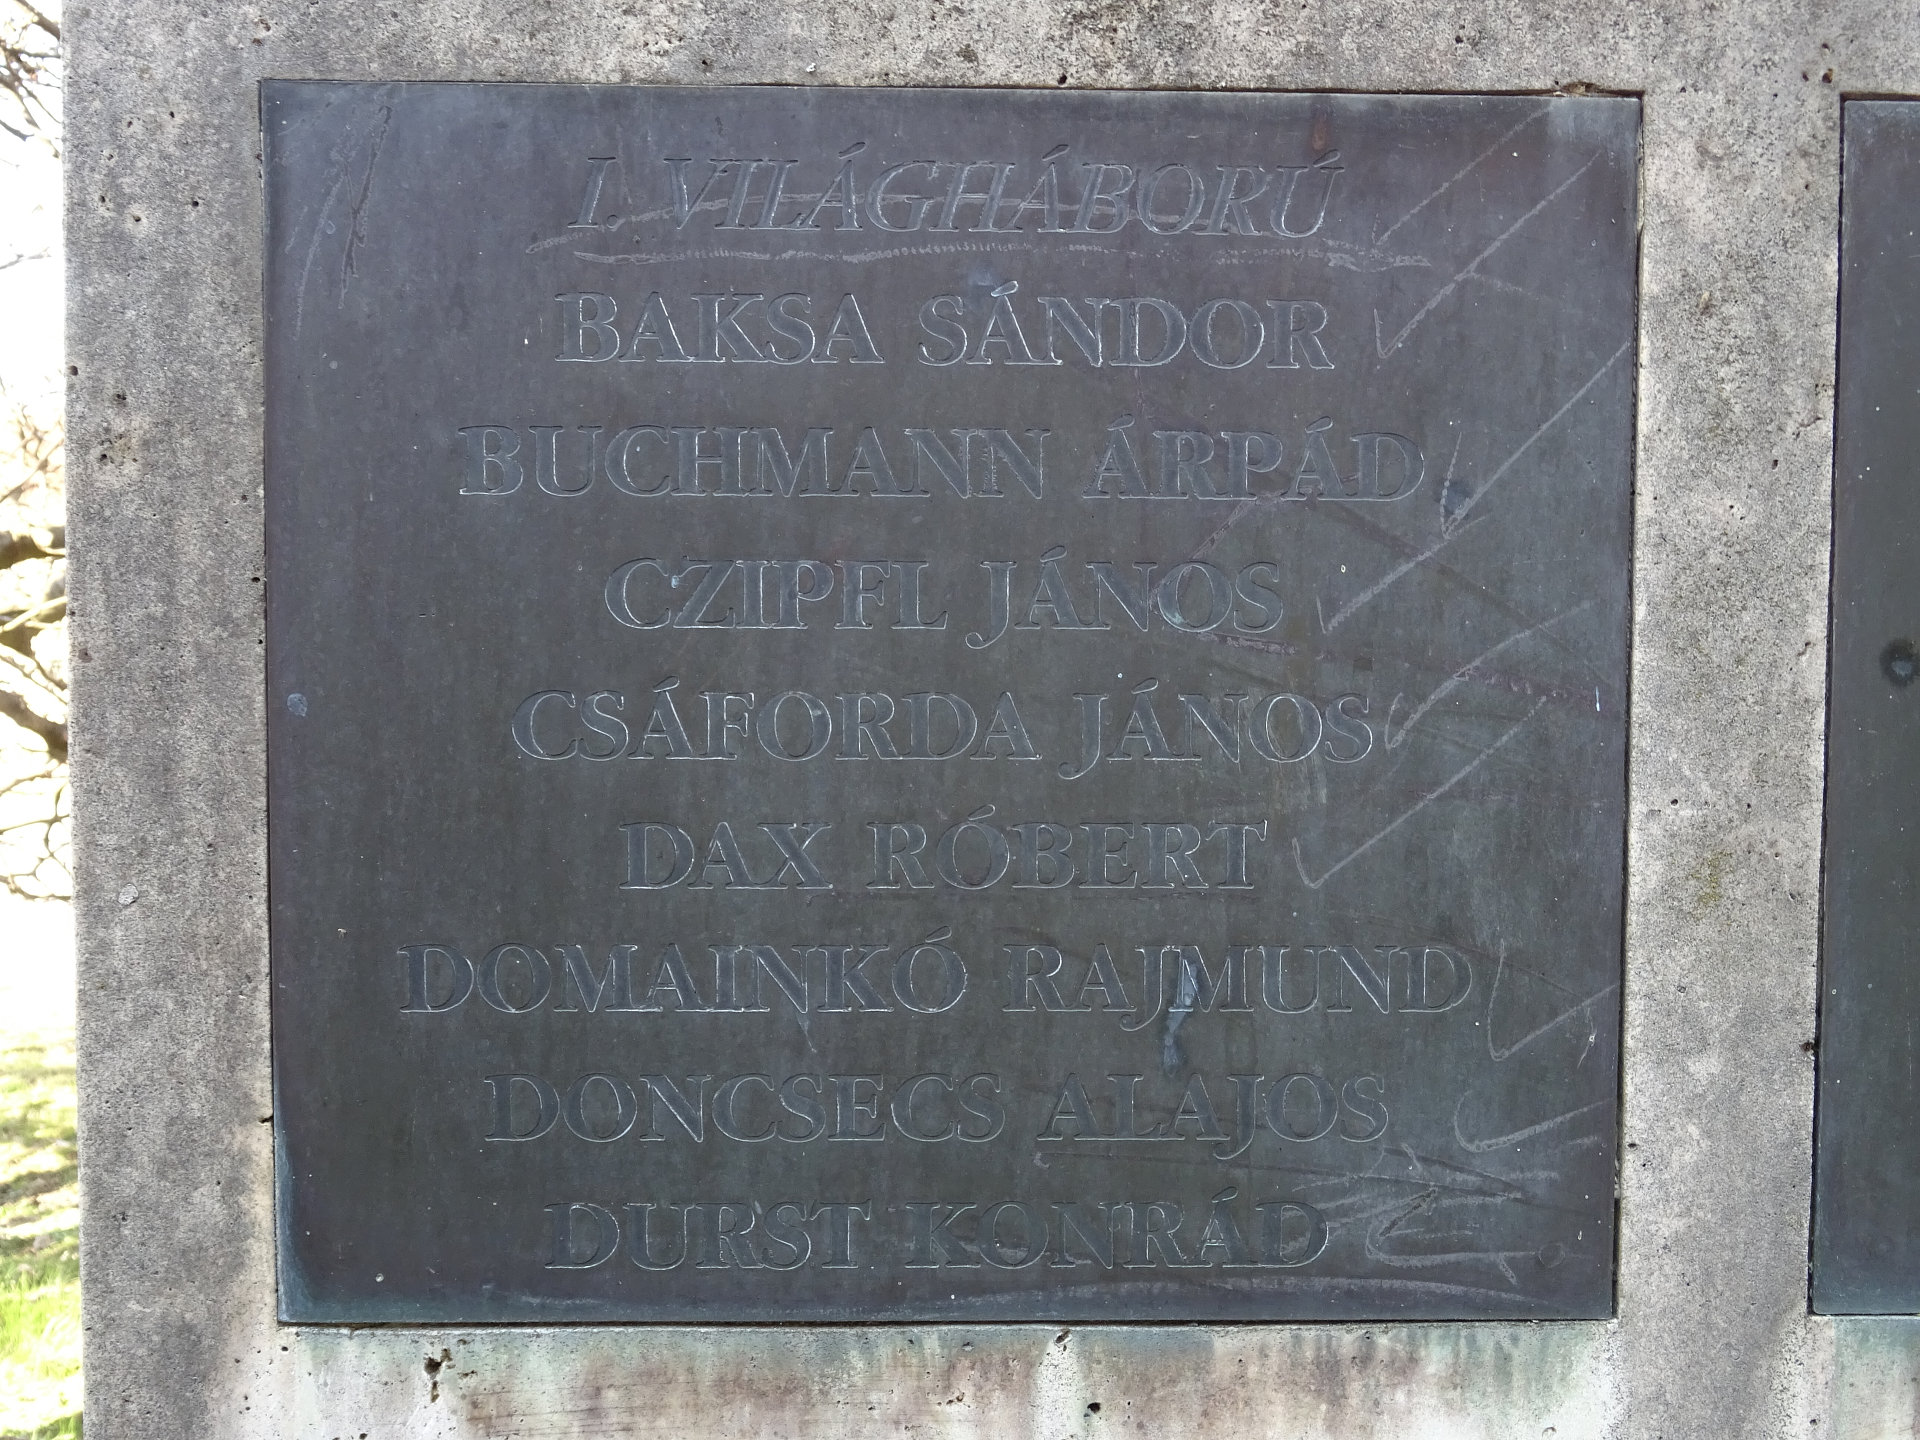 I. VILÁGHÁBORÚ
BAKSA SÁNDOR
BUCHMANN ÁRPÁD
CZIPFL JÁNOS
CSÁFORDA JÁNOS
DAX RÓBERT
DOMAINKÓ RAJMUND
DONCSECS ALAJOS
DURST KONRÁD